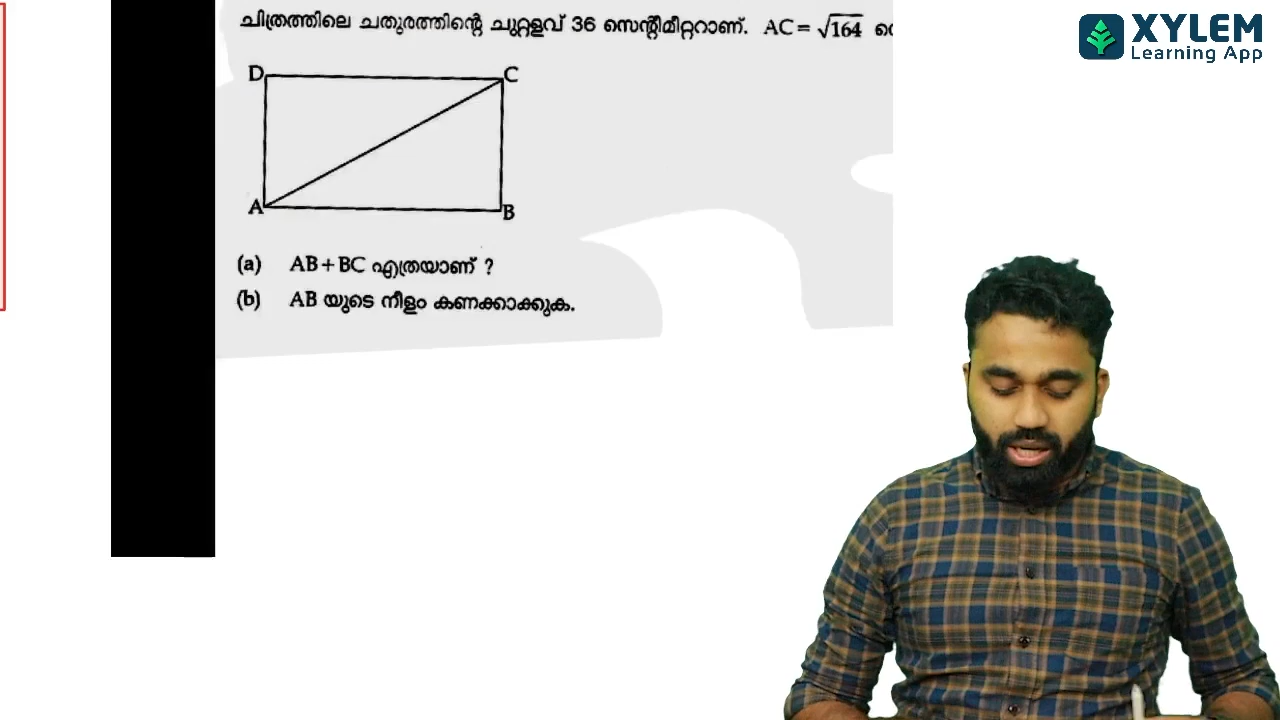 ചിത്രത്തിലെ ചതുരത്തിന്റെ ചുറ്റളവ് 36 സെന്റീമീറ്ററാണ്. AC = √164
XYLEM
Learning App
D
C
A
B
(a) AB + BC എത്രയാണ് ?
(b) AB യുടെ നീളം കണക്കാക്കുക.